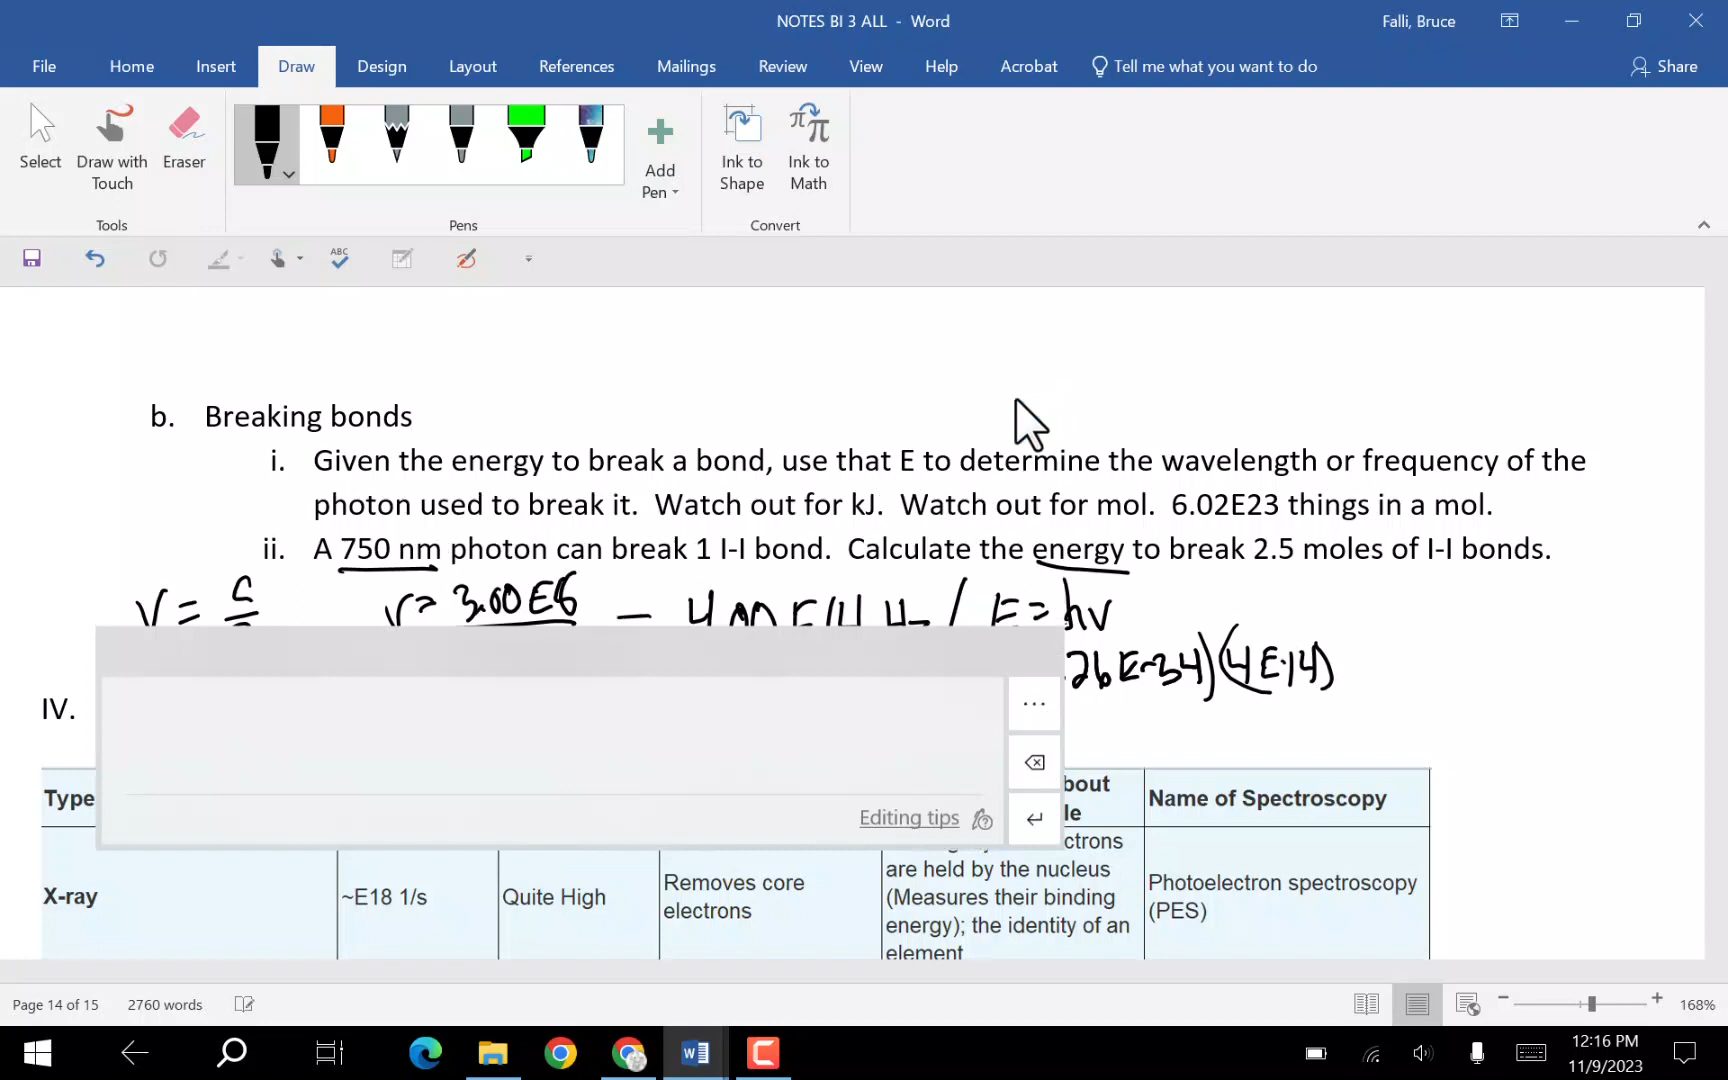 NOTES BI 3 ALL - Word
Falli, Bruce
File Home Insert Draw Design Layout References Mailings Review View Help Acrobat Tell me what you want to do Share
Select Draw with Touch Eraser Add Pen Ink to Shape Ink to Math
Tools Pens Convert
ABC
b. Breaking bonds
i. Given the energy to break a bond, use that E to determine the wavelength or frequency of the
photon used to break it. Watch out for kJ. Watch out for mol. 6.02E23 things in a mol.
ii. A 750 nm photon can break 1 I-I bond. Calculate the energy to break 2.5 moles of I-I bonds.
V = c V = 3.00E8 = 4.00 E14 Hz / E = hv
26E-34)(4E14)
IV.
Editing tips
Type bout
le Name of Spectroscopy
X-ray ~E18 1/s Quite High Removes core
electrons ctrons
are held by the nucleus
(Measures their binding
energy); the identity of an
element Photoelectron spectroscopy
(PES)
Page 14 of 15 2760 words 168%
12:16 PM
11/9/2023